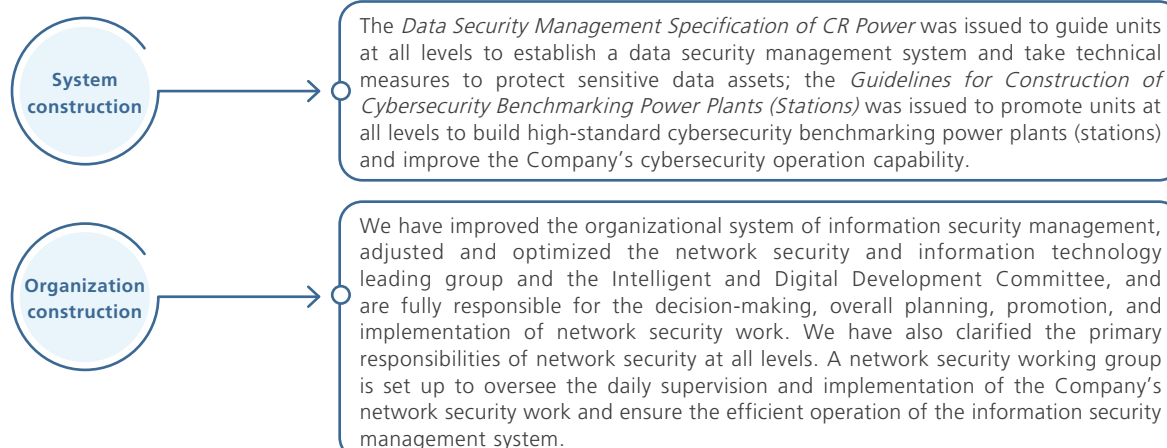 System
construction
The Data Security Management Specification of CR Power was issued to guide units
at all levels to establish a data security management system and take technical
measures to protect sensitive data assets; the Guidelines for Construction of
Cybersecurity Benchmarking Power Plants (Stations) was issued to promote units at
all levels to build high-standard cybersecurity benchmarking power plants (stations)
and improve the Company's cybersecurity operation capability.
Organization
construction
We have improved the organizational system of information security management,
adjusted and optimized the network security and information technology
leading group and the Intelligent and Digital Development Committee, and
are fully responsible for the decision-making, overall planning, promotion, and
implementation of network security work. We have also clarified the primary
responsibilities of network security at all levels. A network security working group
is set up to oversee the daily supervision and implementation of the Company's
network security work and ensure the efficient operation of the information security
management system.